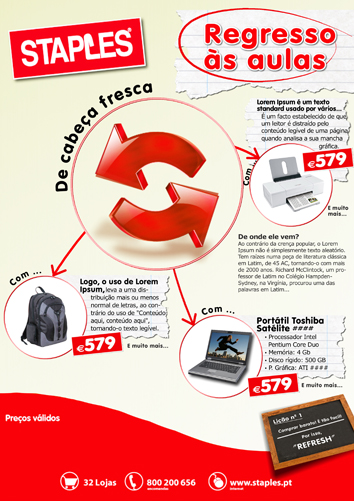 STAPLES
Regresso
às aulas
De cabeça fresca
Lorem Ipsum é um texto
standard usado por vários...
É um facto estabelecido de que
um leitor é distraído pelo
conteúdo legível de uma página
quando analisa a sua mancha
gráfica.
€579
Com ...
E muito
mais...
De onde ele vem?
Ao contrário da crença popular, o Lorem
Ipsum não é simplesmente texto aleatório.
Tem raízes numa peça de literatura clássica
em Latim, de 45 AC, tornando-o com mais
de 2000 anos. Richard McClintock, um pro-
fessor de Latim no Colégio Hampden-
Sydney, na Virgínia, procurou uma das
palavras em Latim...
Com ...
Logo, o uso de Lorem
Ipsum, leva a uma dis-
tribuição mais ou menos
normal de letras, ao con-
trário do uso de "Conteúdo
aqui, conteúdo aqui",
tornando-o texto legível.
€579
E muito mais...
Com ...
Portátil Toshiba
Satélite ####
• Processador Intel
Pentium Core Duo
• Memória: 4 Gb
• Disco rígido: 500 GB
• P. Gráfica: ATI ####
€579
E muito mais...
Preços válidos
Lição nº 1
Comprar barato! É tão fácil!
Por isso,
"REFRESH"
32 Lojas
800 200 656
www.staples.pt